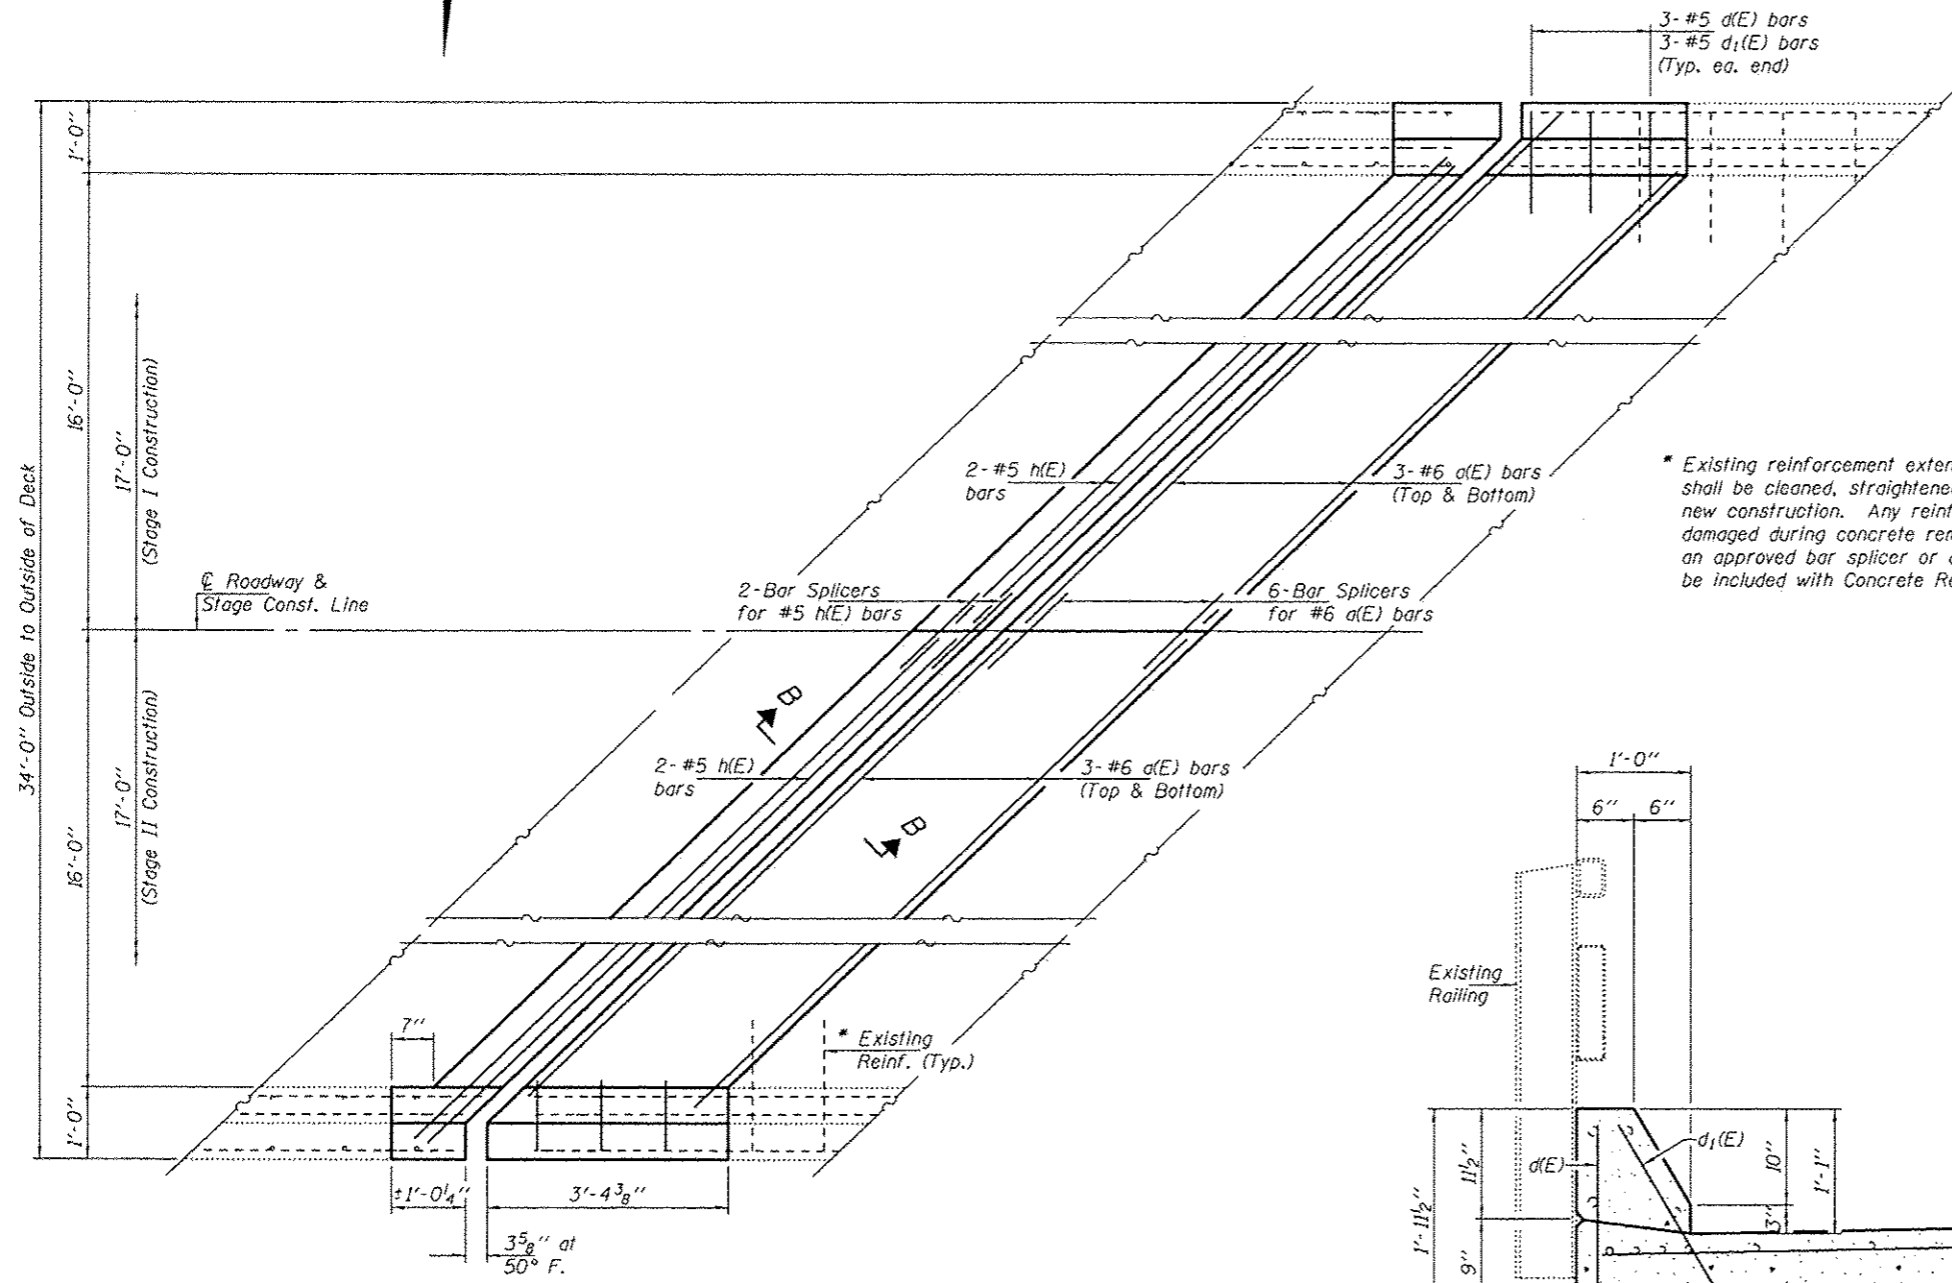 3-#5 d(E) bars
3-#5 d₁(E) bars
(Typ. ea. end)
1'-0"
16'-0"
17'-0"
(Stage I Construction)
34'-0" Outside to Outside of Deck
2-#5 h(E)
bars
3-#6 a(E) bars
(Top & Bottom)
* Existing reinforcement exten
shall be cleaned, straightene
new construction. Any reinf
damaged during concrete rem
an approved bar splicer or
be included with Concrete Re
℄ Roadway &
Stage Const. Line
2-Bar Splicers
for #5 h(E) bars
6-Bar Splicers
for #6 a(E) bars
B
2-#5 h(E)
bars
3-#6 a(E) bars
(Top & Bottom)
B
16'-0"
17'-0"
(Stage II Construction)
1'-0"
7"
* Existing
Reinf. (Typ.)
±1'-0¼"
3'-4⅜"
3⅝" at
50° F.
1'-0"
6" 6"
Existing
Railing
d(E)
d₁(E)
1'-11½"
11½"
9"
10"
3"
1'-1"